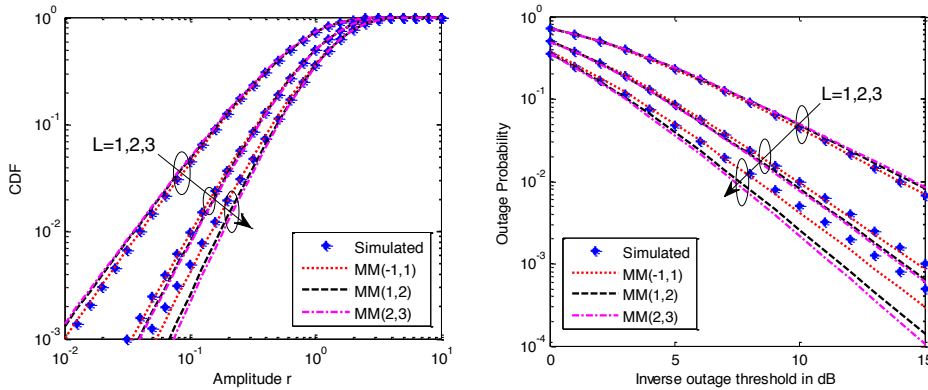 10^0
10^-1
10^-2
10^-3
10^-2
10^-1
10^0
10^1
CDF
Amplitude r
L=1,2,3
Simulated
MM(-1,1)
MM(1,2)
MM(2,3)
10^0
10^-1
10^-2
10^-3
10^-4
0
5
10
15
Outage Probability
Inverse outage threshold in dB
L=1,2,3
Simulated
MM(-1,1)
MM(1,2)
MM(2,3)